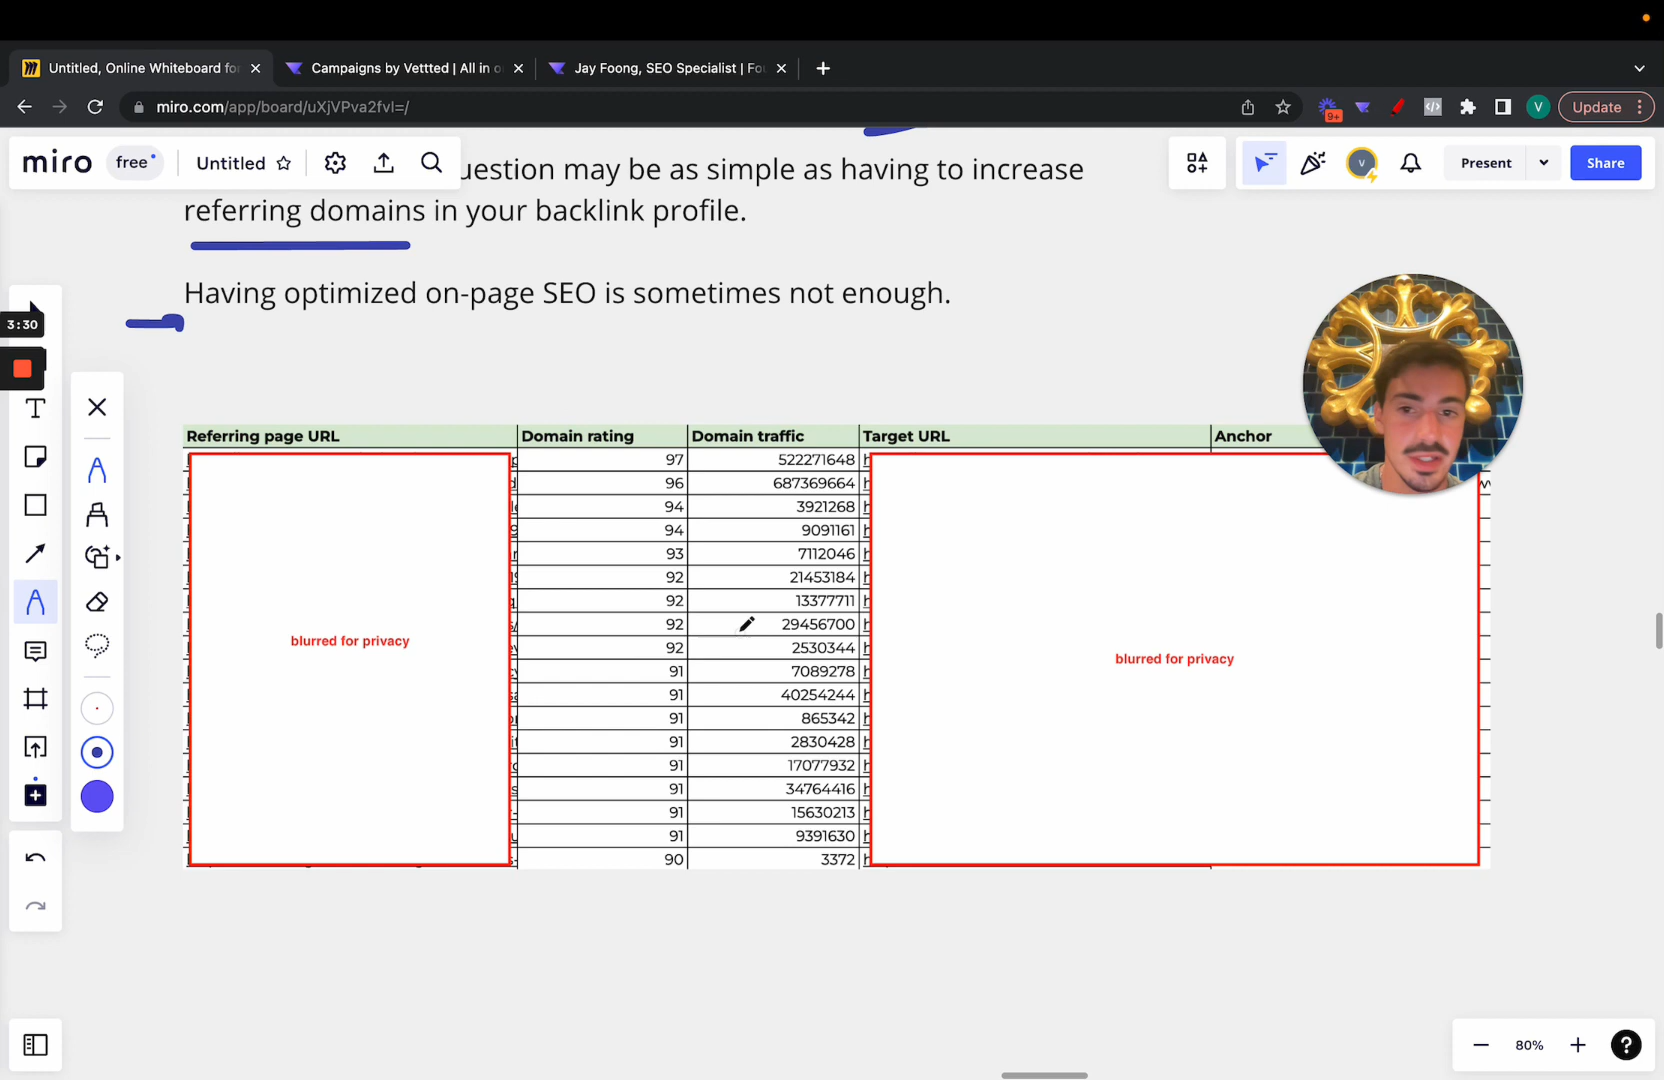 Untitled, Online Whiteboard fo
Campaigns by Vettted | All in o
Jay Foong, SEO Specialist | Fo
miro.com/app/board/uXjVPva2fvI=/
9+
V
Update
miro
free
Untitled
V
Present
Share
uestion may be as simple as having to increase
referring domains in your backlink profile.
Having optimized on-page SEO is sometimes not enough.
3:30
Referring page URL Domain rating Domain traffic Target URL Anchor
97 522271648
96 687369664
94 3921268
94 9091161
93 7112046
92 21453184
92 13377711
92 29456700
92 2530344
91 7089278
91 40254244
91 865342
91 2830428
91 17077932
91 34764416
91 15630213
91 9391630
90 3372
blurred for privacy
blurred for privacy
80%